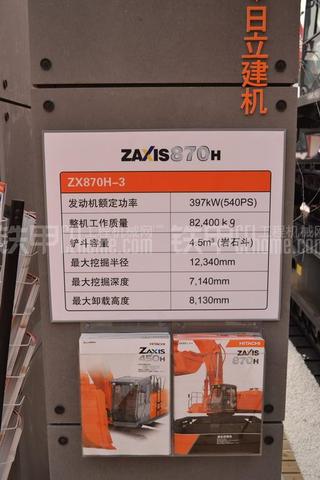 日立建机
ZAXIS870H
ZX870H-3
发动机额定功率 397kW(540PS)
整机工作质量 82,400kg
铲斗容量 4.5m³ (岩石斗)
最大挖掘半径 12,340mm
最大挖掘深度 7,140mm
最大卸载高度 8,130mm
HITACHI
ZAXIS
450H
HITACHI
ZAXIS
870H